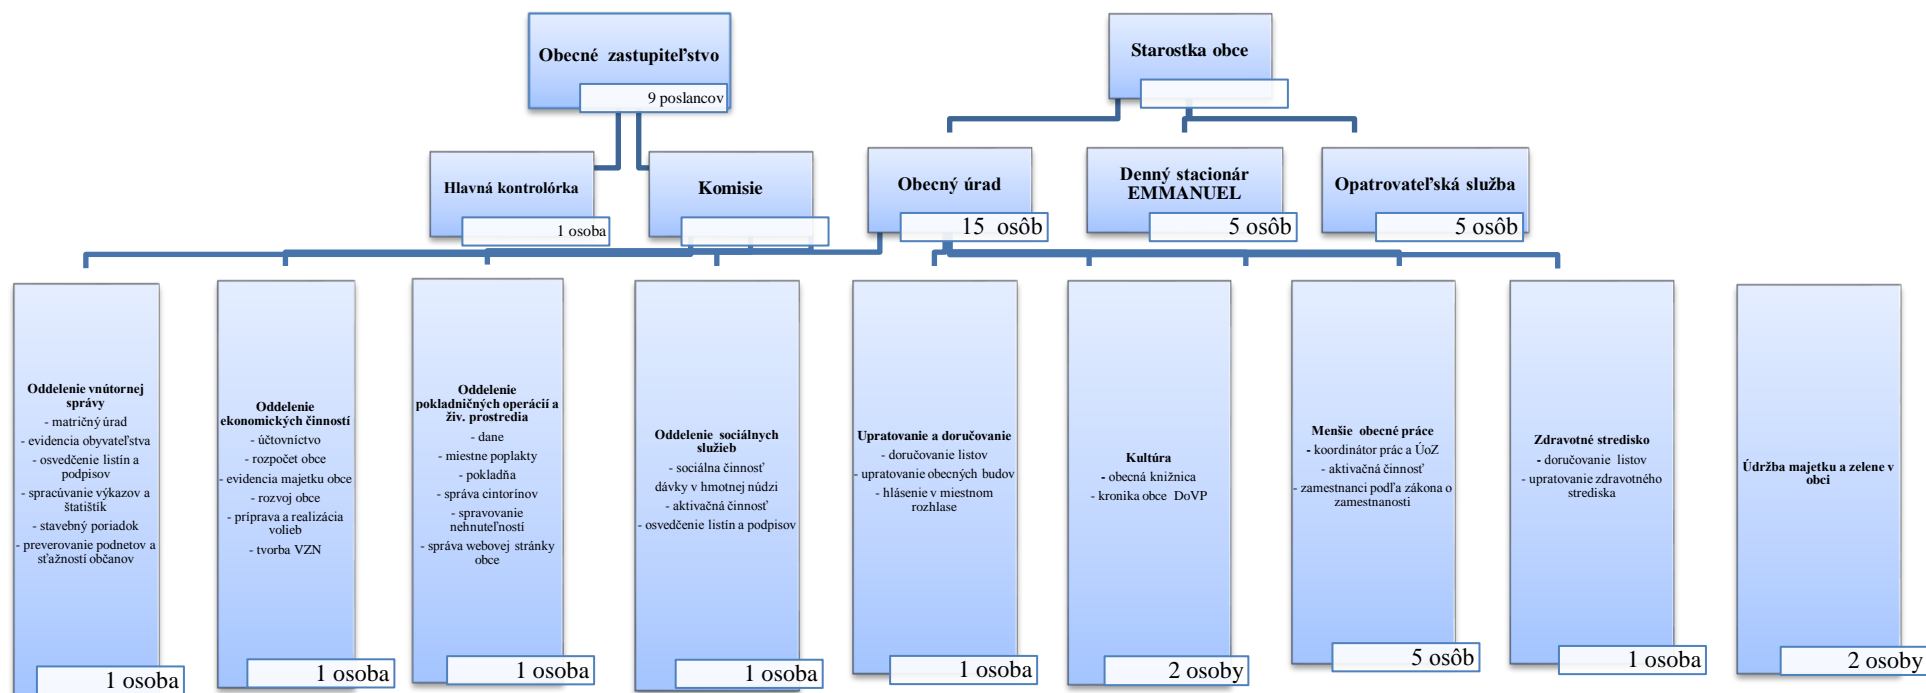 Obecné zastupiteľstvo
9 poslancov
Starostka obce
Hlavná kontrolórka
1 osoba
Komisie
Obecný úrad
15 osôb
Denný stacionár
EMMANUEL
5 osôb
Opatrovateľská služba
5 osôb
Oddelenie vnútornej
správy
- matričný úrad
- evidencia obyvateľstva
- osvedčenie listín a
podpisov
- spracúvanie výkazov a
štatištík
- stavebný poriadok
- preverovanie podnetov a
sťažností občanov
1 osoba
Oddelenie
ekonomických činností
- účtovníctvo
- rozpočet obce
- evidencia majetku obce
- rozvoj obce
- príprava a realizácia
volieb
- tvorba VZN
1 osoba
Oddelenie
pokladničných operácií a
živ. prostredia
- dane
- miestne poplakty
- pokladňa
- správa cintorínov
- spravovanie
nehnuteľností
- správa webovej stránky
obce
1 osoba
Oddelenie sociálnych
služieb
- sociálna činnosť
dávky v hmotnej núdzi
- aktivačná činnosť
- osvedčenie listín a podpisov
1 osoba
Upratovanie a doručovanie
- doručovanie listov
- upratovanie obecných budov
- hlásenie v miestnom
rozhlase
1 osoba
Kultúra
- obecná knižnica
- kronika obce DoVP
2 osoby
Menšie obecné práce
- koordinátor prác a ÚoZ
- aktivačná činnosť
- zamestnanci podľa zákona o
zamestnanosti
5 osôb
Zdravotné stredisko
- doručovanie listov
- upratovanie zdravotného
strediska
1 osoba
Údržba majetku a zelene v
obci
2 osoby